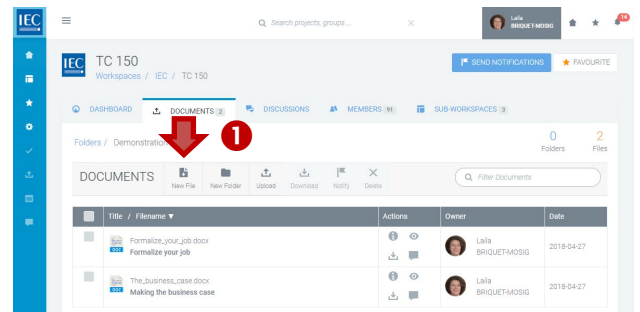 IEC
Search projects, groups ...
Laila
BRIQUET-MOSIG
14
IEC
TC 150
Workspaces / IEC / TC 150
SEND NOTIFICATIONS
FAVOURITE
DASHBOARD
DOCUMENTS 2
DISCUSSIONS
MEMBERS 91
SUB-WORKSPACES 3
1
Folders / Demonstration
0
Folders
2
Files
DOCUMENTS
New File
New Folder
Upload
Download
Notify
Delete
Filter Documents
Title / Filename ▼
Actions
Owner
Date
DOC
Formalize_your_job.docx
Formalize your job
Laila
BRIQUET-MOSIG
2018-04-27
DOC
The_business_case.docx
Making the business case
Laila
BRIQUET-MOSIG
2018-04-27